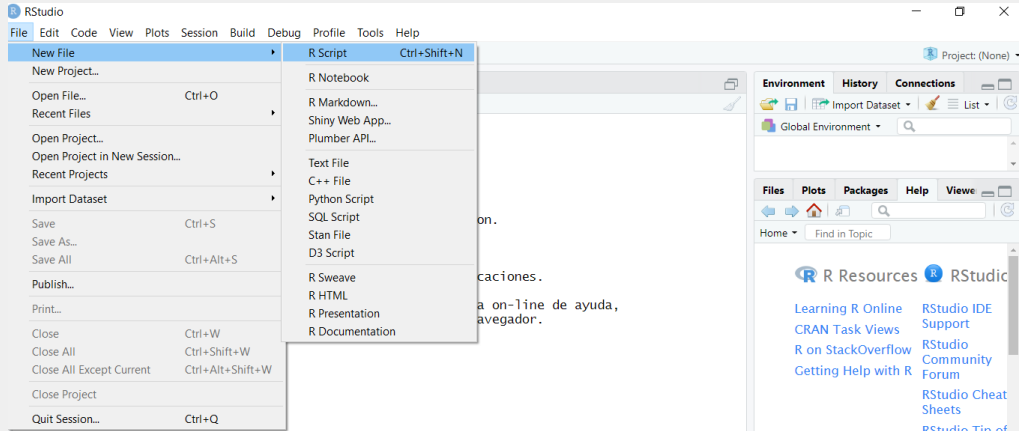 RStudio
File Edit Code View Plots Session Build Debug Profile Tools Help
New File
New Project...
Open File... Ctrl+O
Recent Files
Open Project...
Open Project in New Session...
Recent Projects
Import Dataset
Save Ctrl+S
Save As...
Save All Ctrl+Alt+S
Publish...
Print...
Close Ctrl+W
Close All Ctrl+Shift+W
Close All Except Current Ctrl+Alt+Shift+W
Close Project
Quit Session... Ctrl+Q
R Script Ctrl+Shift+N
R Notebook
R Markdown...
Shiny Web App...
Plumber API...
Text File
C++ File
Python Script
SQL Script
Stan File
D3 Script
R Sweave
R HTML
R Presentation
R Documentation
on.
caciones.
a on-line de ayuda,
avegador.
Project: (None)
Environment History Connections
Import Dataset List
Global Environment
Files Plots Packages Help Viewe
Home Find in Topic
R Resources
Learning R Online
CRAN Task Views
R on StackOverflow
Getting Help with R
RStudio
RStudio IDE
Support
RStudio
Community
Forum
RStudio Cheat
Sheets
RStudio Tip of